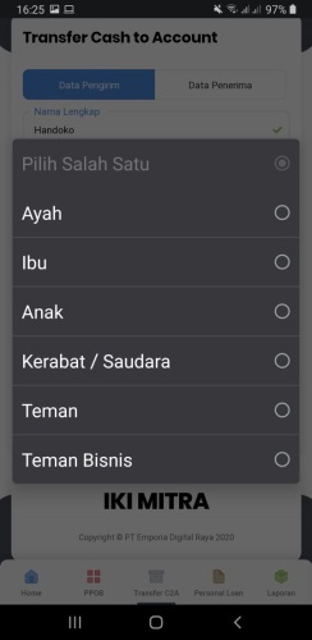 16:25
97%
Transfer Cash to Account
Data Pengirim
Data Penerima
Nama Lengkap
Handoko
Pilih Salah Satu
Ayah
Ibu
Anak
Kerabat / Saudara
Teman
Teman Bisnis
IKI MITRA
Copyright © PT Emporia Digital Raya 2020
Home
PPOB
Transfer C2A
Personal Loan
Laporan